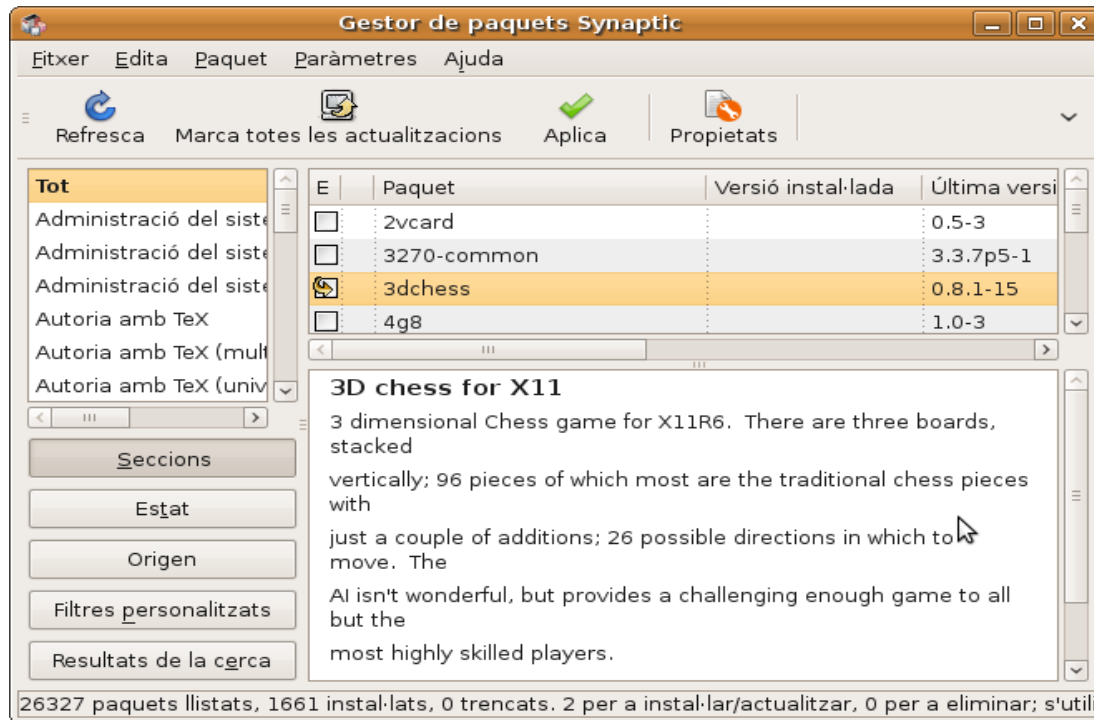 Gestor de paquets Synaptic
Fitxer Edita Paquet Paràmetres Ajuda
Refresca Marca totes les actualitzacions Aplica Propietats
Tot
Administració del siste
Administració del siste
Administració del siste
Autoria amb TeX
Autoria amb TeX (mult
Autoria amb TeX (univ
Seccions
Estat
Origen
Filtres personalitzats
Resultats de la cerca
E Paquet Versió instal·lada Última versi
2vcard 0.5-3
3270-common 3.3.7p5-1
3dchess 0.8.1-15
4g8 1.0-3
3D chess for X11
3 dimensional Chess game for X11R6. There are three boards,
stacked
vertically; 96 pieces of which most are the traditional chess pieces
with
just a couple of additions; 26 possible directions in which to
move. The
AI isn't wonderful, but provides a challenging enough game to all
but the
most highly skilled players.
26327 paquets llistats, 1661 instal·lats, 0 trencats. 2 per a instal·lar/actualitzar, 0 per a eliminar; s'utili